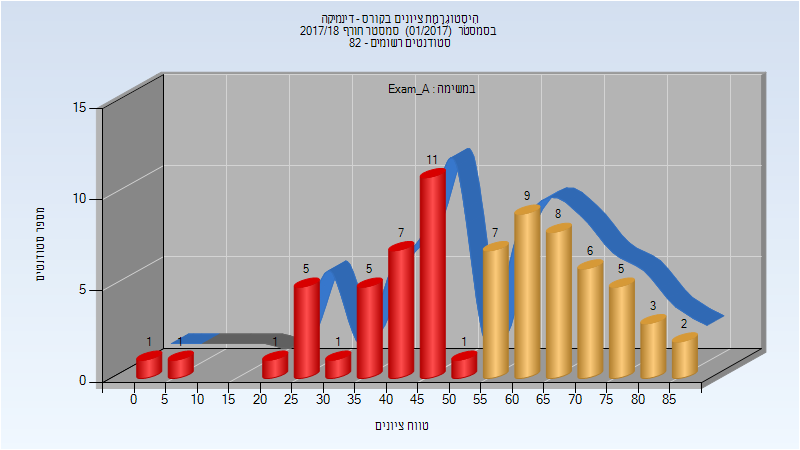 היסטוגרמת ציונים בקורס - דינמיקה
בסמסטר (01/2017) סמסטר חורף 2017/18
סטודנטים רשומים - 82
במשימה : Exam_A
מספר סטודנטים
15
10
5
0
1
1
1
5
1
5
7
11
1
7
9
8
6
5
3
2
0 5 10 15 20 25 30 35 40 45 50 55 60 65 70 75 80 85
טווח ציונים